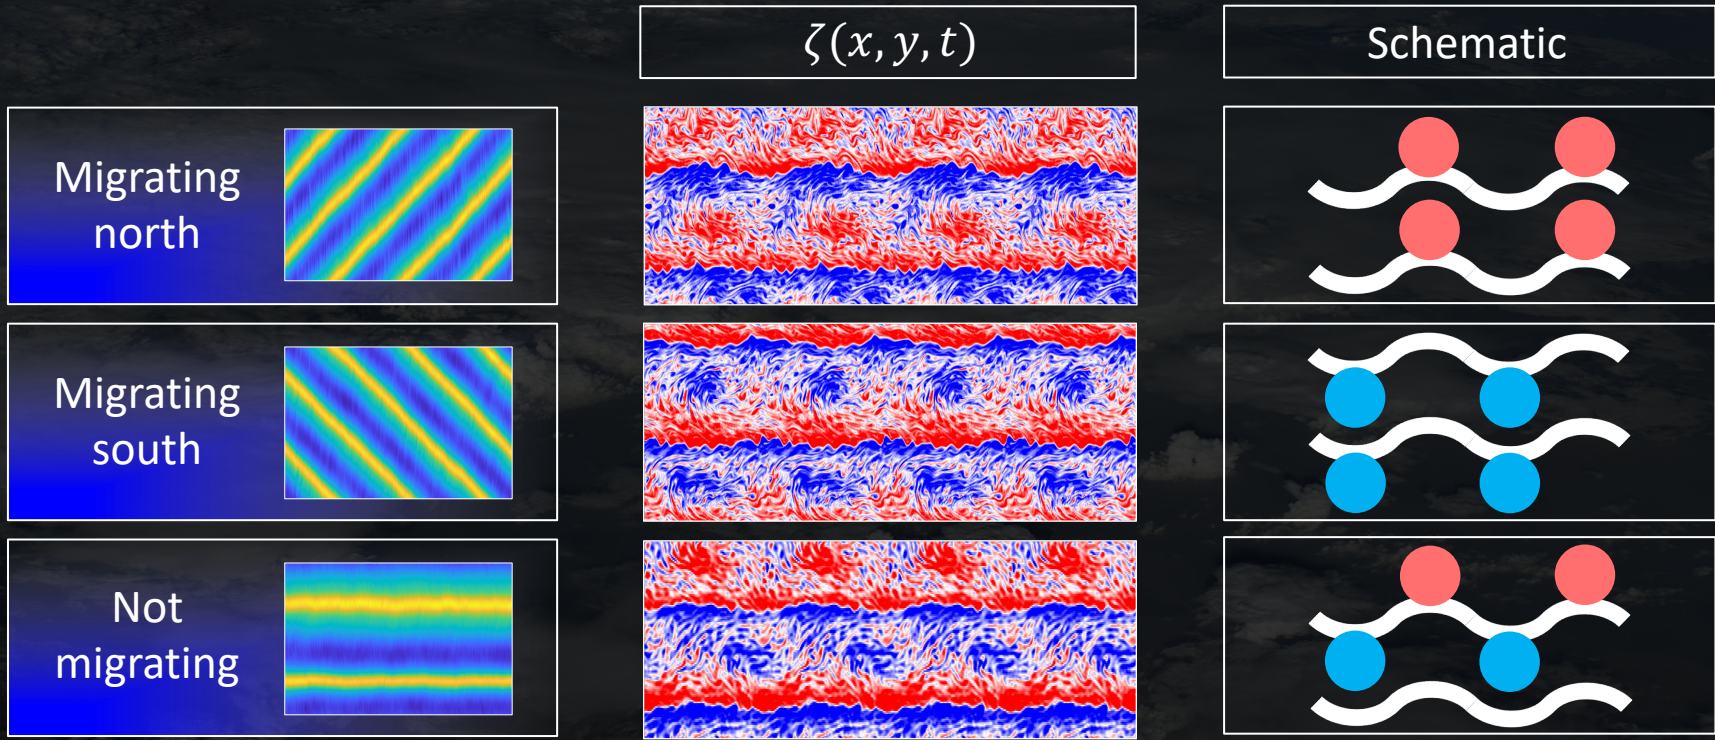 ζ(x, y, t)
Schematic
Migrating
north
Migrating
south
Not
migrating